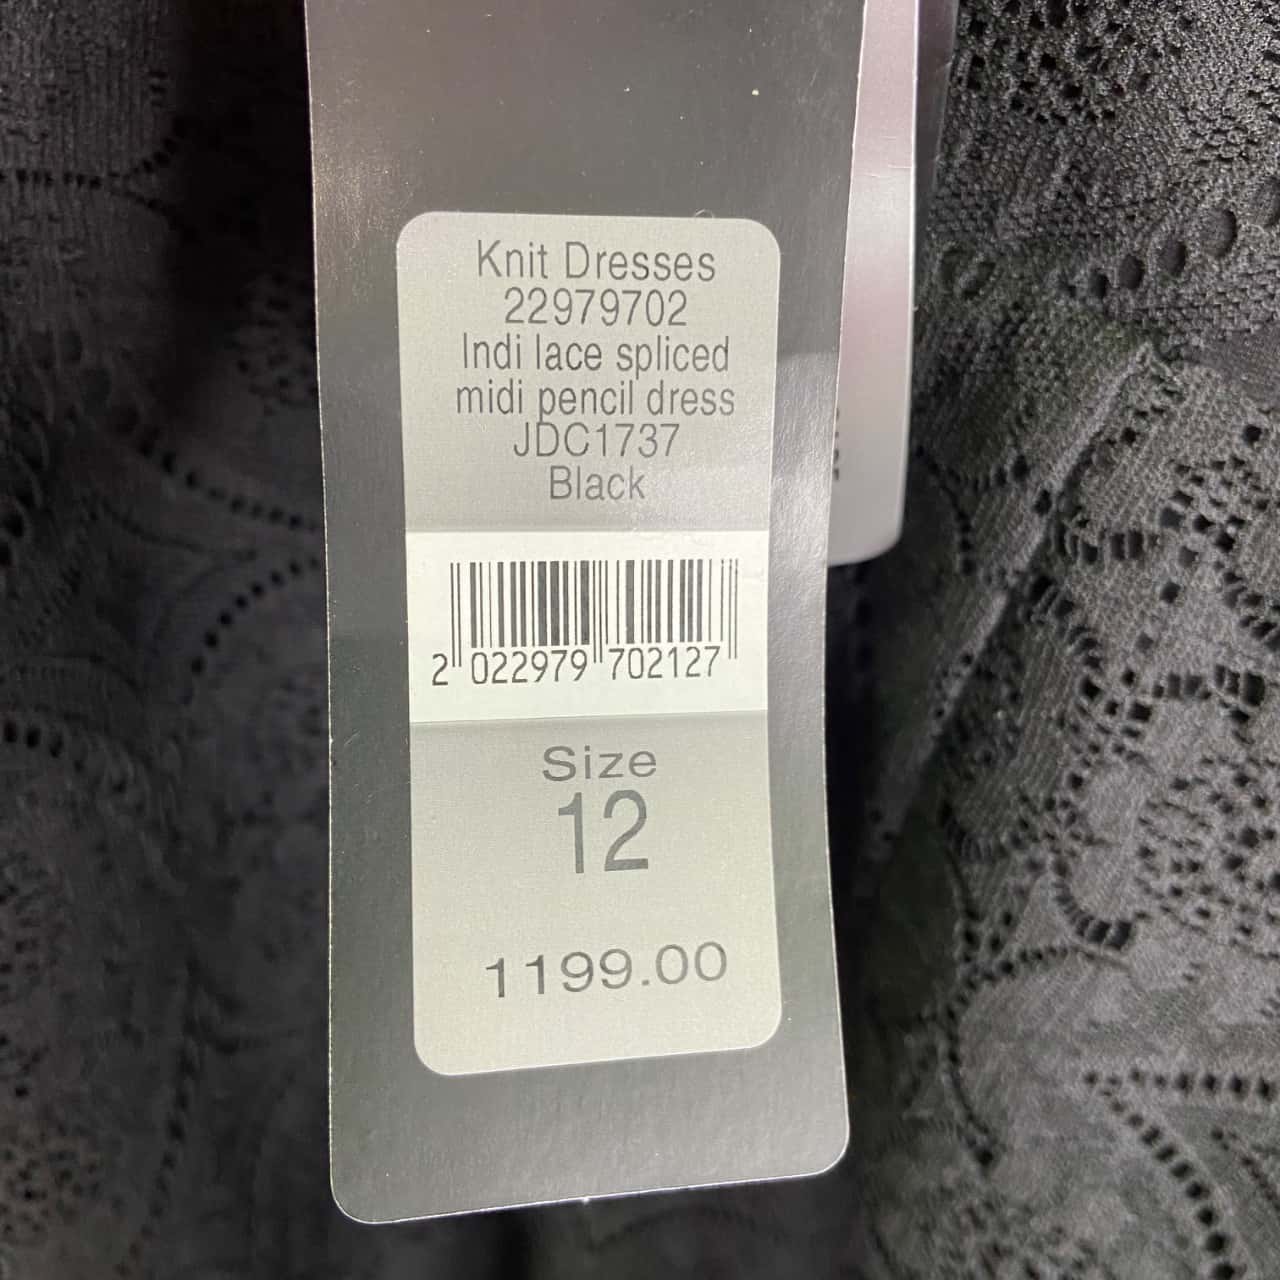 Knit Dresses
22979702
Indi lace spliced
midi pencil dress
JDC1737
Black
2 022979 702127
Size
12
1199.00